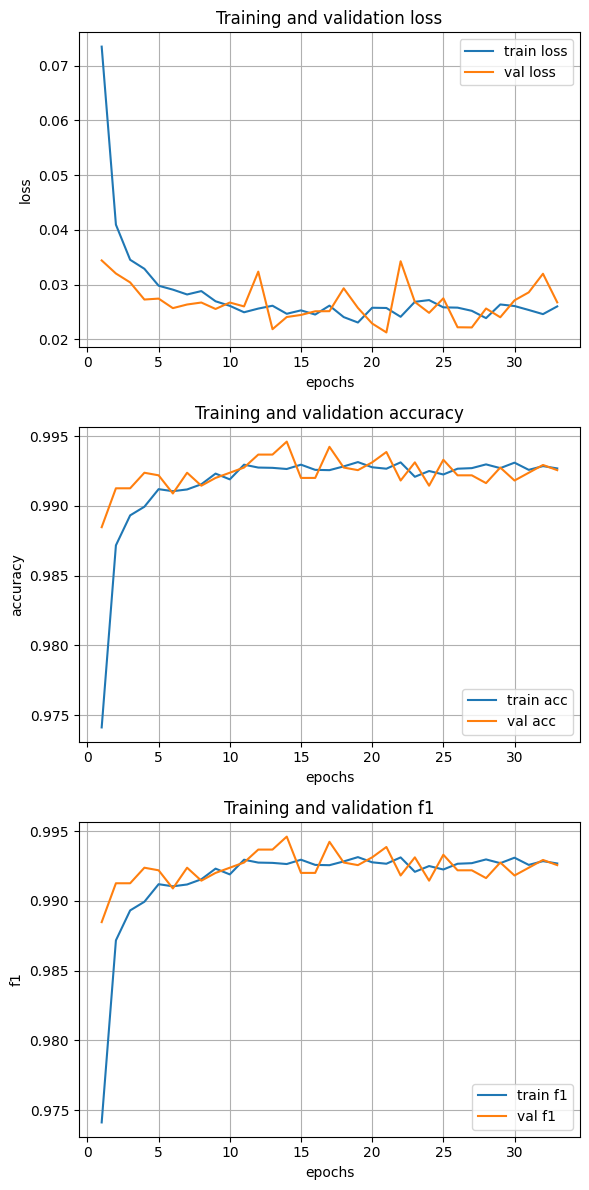 Training and validation loss
train loss
val loss
0.07
0.06
0.05
0.04
0.03
0.02
loss
0 5 10 15 20 25 30
epochs
Training and validation accuracy
0.995
0.990
0.985
0.980
0.975
accuracy
train acc
val acc
0 5 10 15 20 25 30
epochs
Training and validation f1
0.995
0.990
0.985
0.980
0.975
f1
train f1
val f1
0 5 10 15 20 25 30
epochs